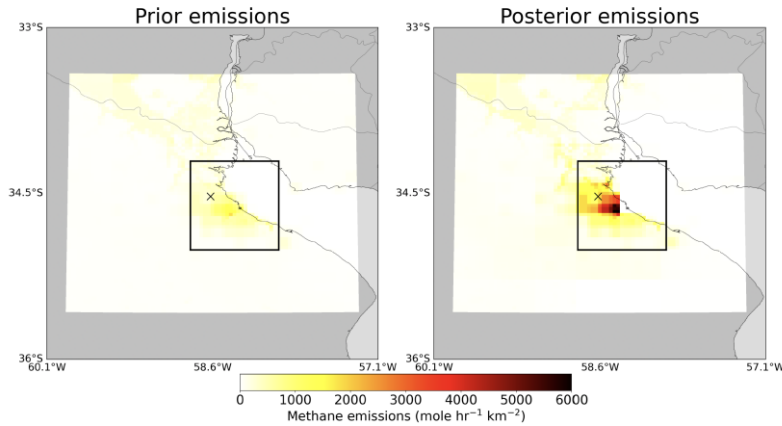 Prior emissions
Posterior emissions
33°S
33°S
34.5°S
34.5°S
36°S
36°S
60.1°W
58.6°W
57.1°W
60.1°W
58.6°W
57.1°W
0
1000
2000
3000
4000
5000
6000
Methane emissions (mole hr⁻¹ km⁻²)